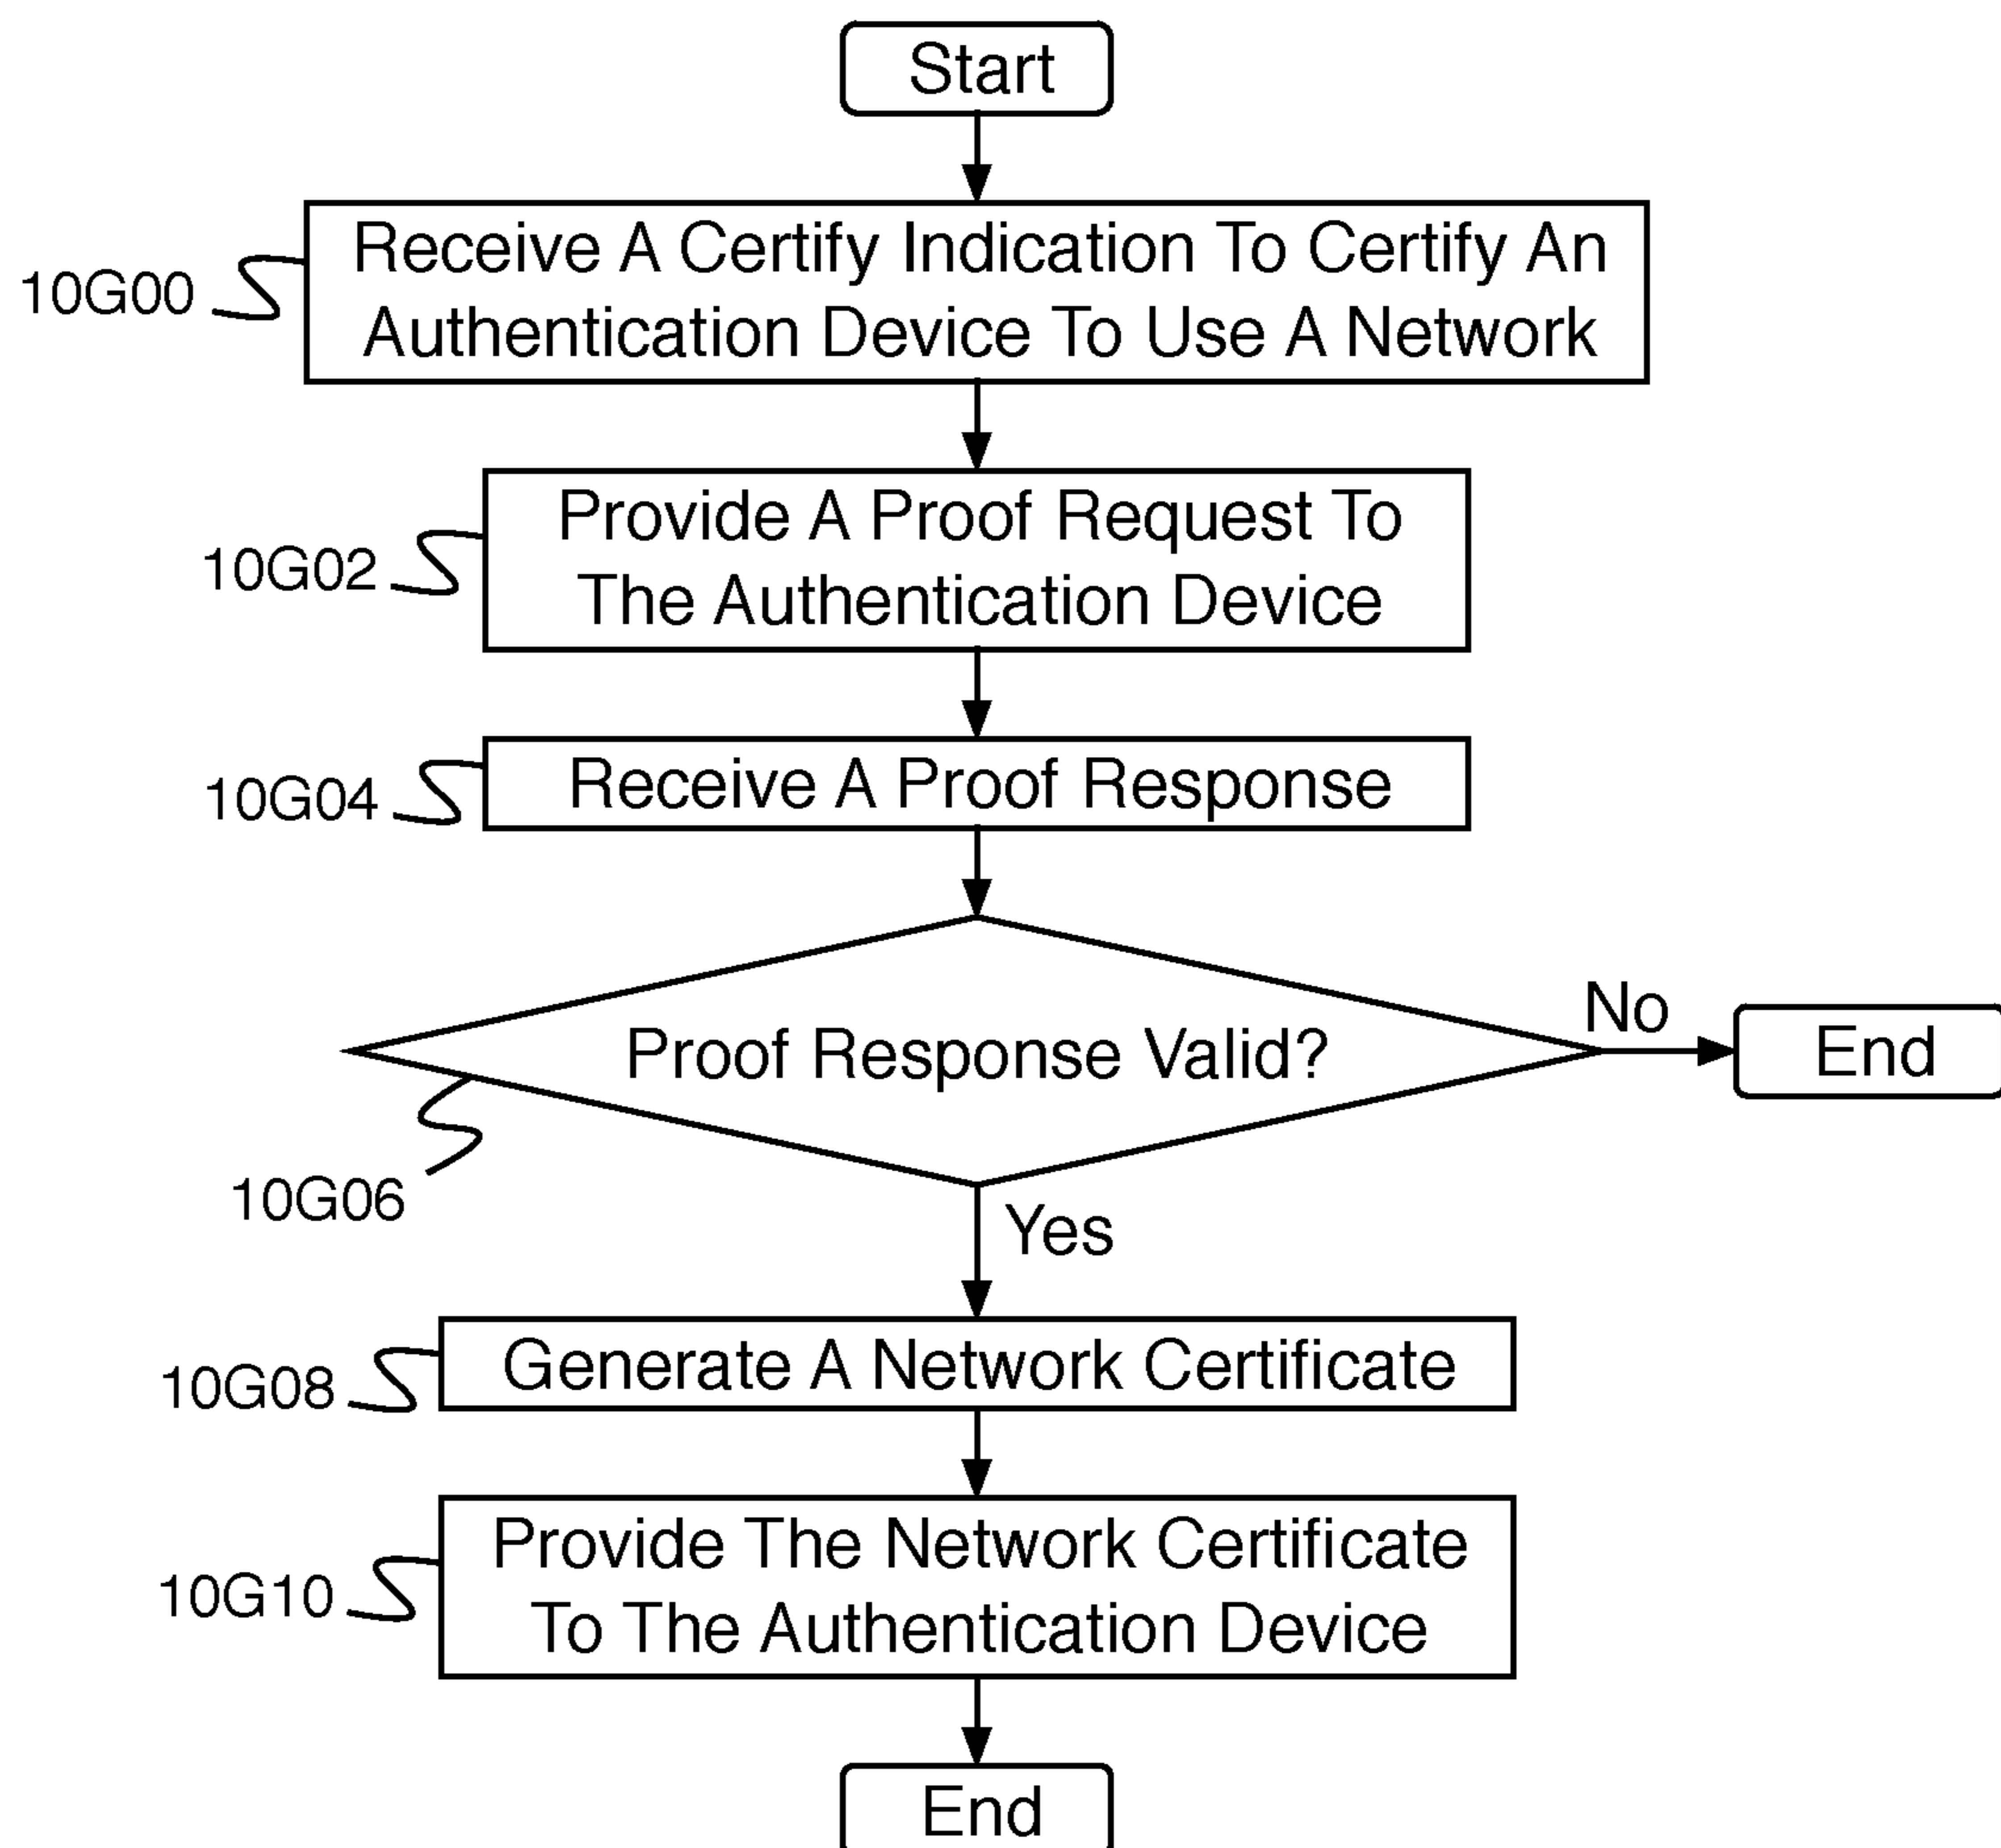 Start
Receive A Certify Indication To Certify An
Authentication Device To Use A Network
10G00
Provide A Proof Request To
The Authentication Device
10G02
Receive A Proof Response
10G04
Proof Response Valid?
No
End
10G06
Yes
Generate A Network Certificate
10G08
Provide The Network Certificate
To The Authentication Device
10G10
End